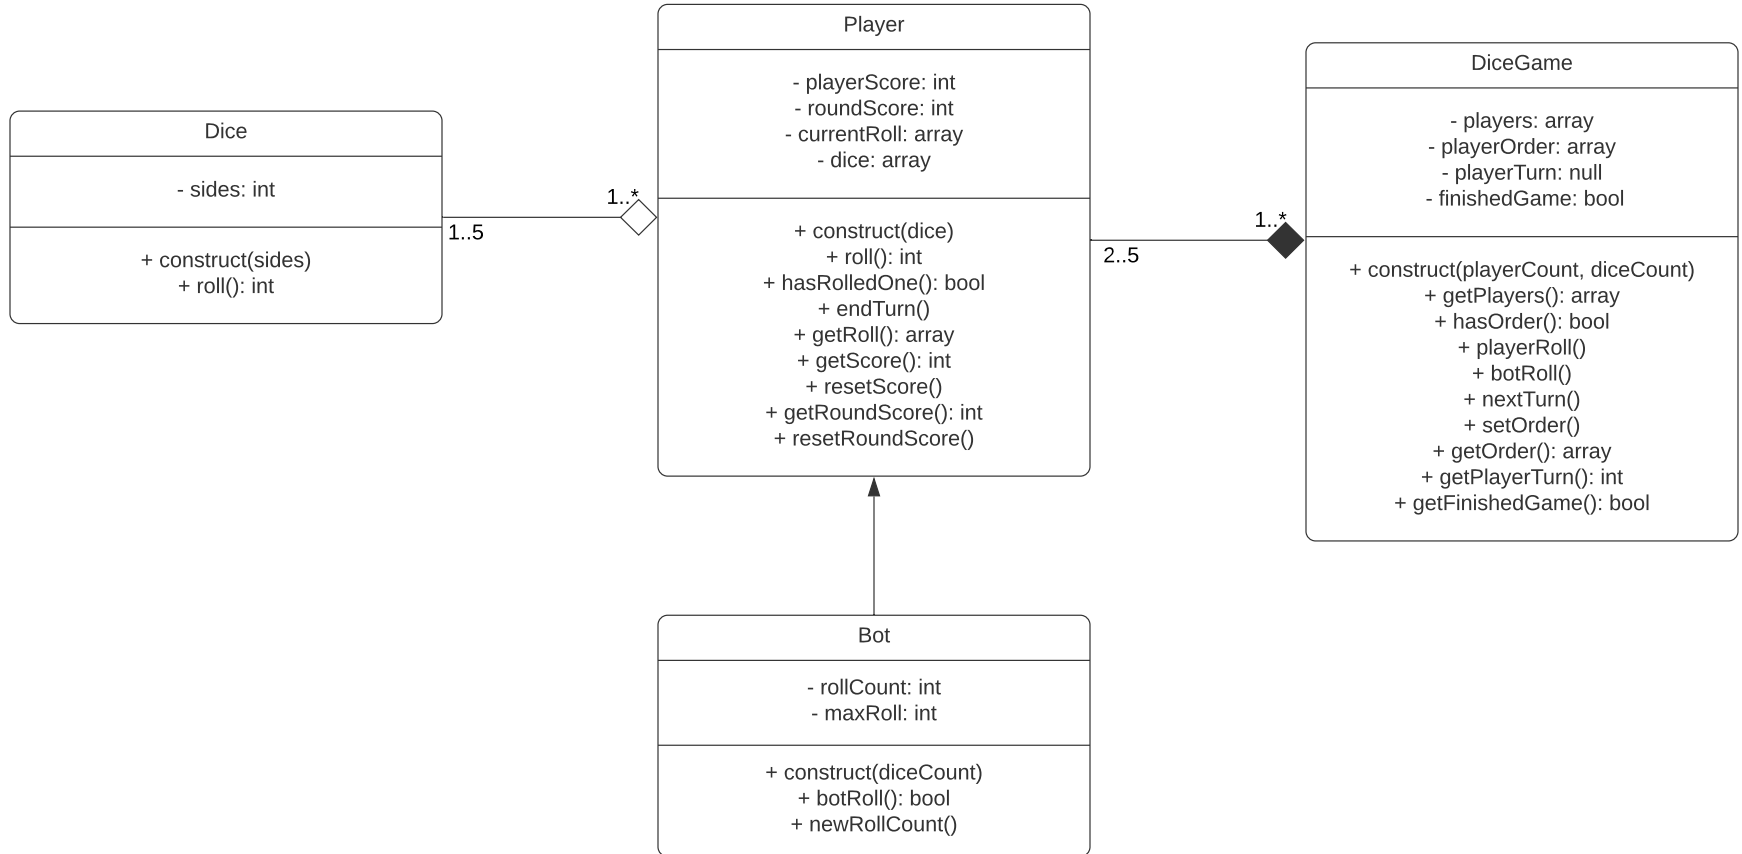 Dice
- sides: int
+ construct(sides)
+ roll(): int
1..5
1..*
Player
- playerScore: int
- roundScore: int
- currentRoll: array
- dice: array
+ construct(dice)
+ roll(): int
+ hasRolledOne(): bool
+ endTurn()
+ getRoll(): array
+ getScore(): int
+ resetScore()
+ getRoundScore(): int
+ resetRoundScore()
2..5
1..*
DiceGame
- players: array
- playerOrder: array
- playerTurn: null
- finishedGame: bool
+ construct(playerCount, diceCount)
+ getPlayers(): array
+ hasOrder(): bool
+ playerRoll()
+ botRoll()
+ nextTurn()
+ setOrder()
+ getOrder(): array
+ getPlayerTurn(): int
+ getFinishedGame(): bool
Bot
- rollCount: int
- maxRoll: int
+ construct(diceCount)
+ botRoll(): bool
+ newRollCount()